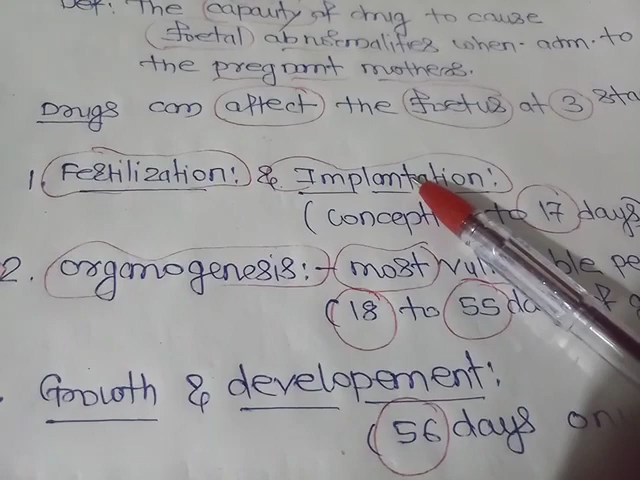 Def: The capacity of drug to cause
foetal abnormalities when adm. to
the pregnant mothers.
Drugs can affect the foetus at 3
1. Fertilization: & Implantation:
( to 17 days
2. Organogenesis:- most
(18 to 55
Growth & developement:
(56 days